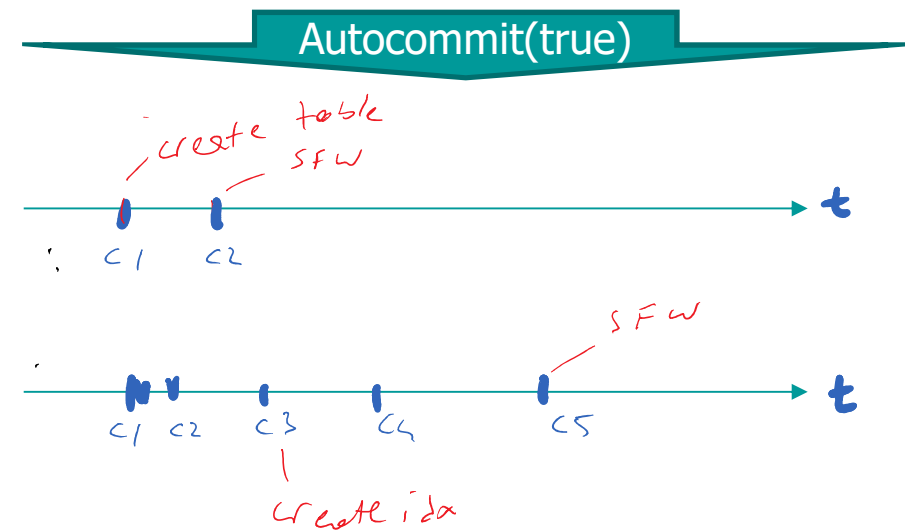 Autocommit(true)
create table
SFW
t
C1 C2
SFW
t
C1 C2 C3 C4 C5
create idx